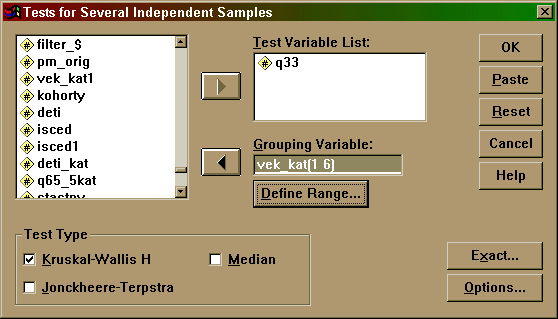 Tests for Several Independent Samples
filter_$
pm_orig
vek_kat1
kohorty
deti
isced
isced1
deti_kat
q65_5kat
Test Variable List:
q33
Grouping Variable:
vek_kat(1 6)
Define Range...
OK
Paste
Reset
Cancel
Help
Test Type
Kruskal-Wallis H
Median
Jonckheere-Terpstra
Exact...
Options...